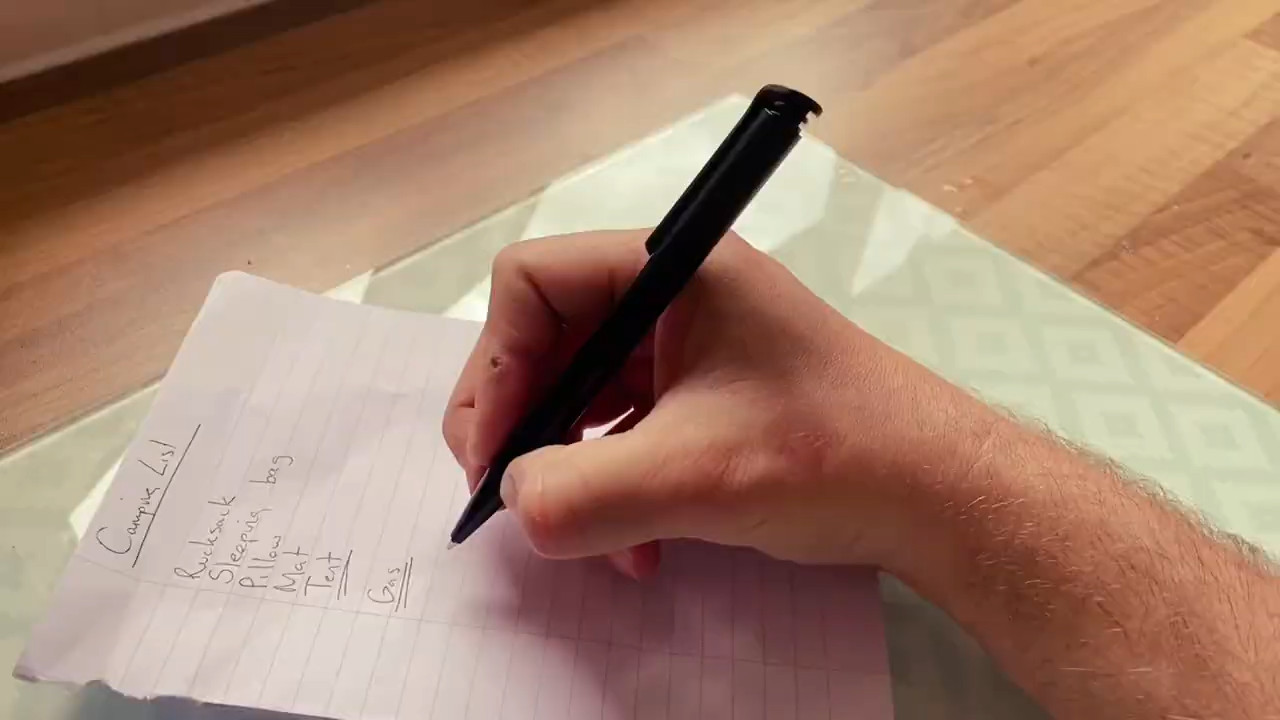 Camping List
Rucksack
Sleeping bag
Pillow
Mat
Tent
Gas